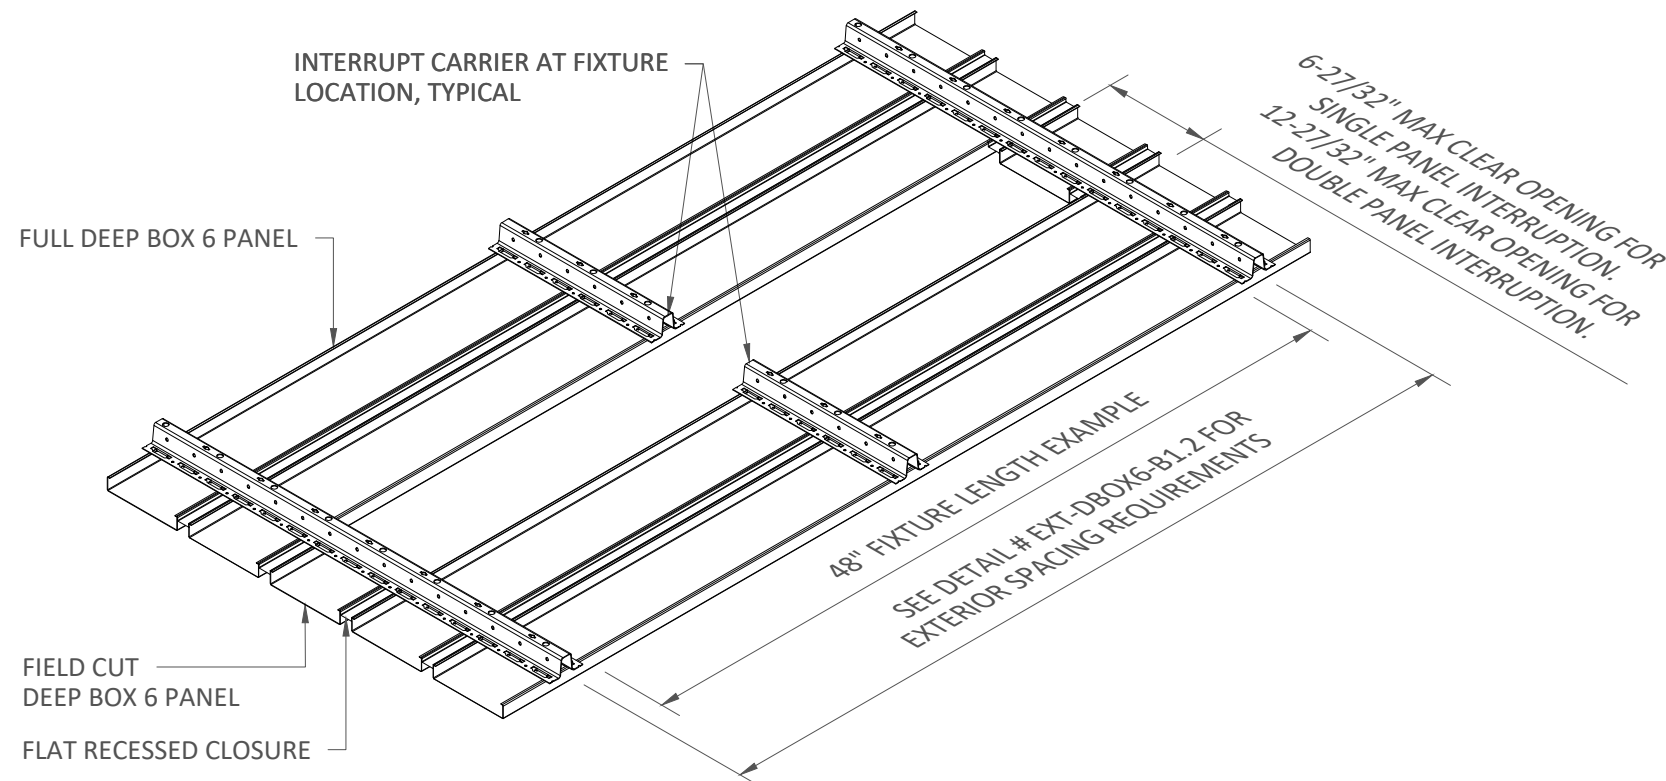 INTERRUPT CARRIER AT FIXTURE
LOCATION, TYPICAL
6-27/32" MAX CLEAR OPENING FOR
SINGLE PANEL INTERRUPTION.
12-27/32" MAX CLEAR OPENING FOR
DOUBLE PANEL INTERRUPTION.
FULL DEEP BOX 6 PANEL
48" FIXTURE LENGTH EXAMPLE
SEE DETAIL # EXT-DBOX6-B1.2 FOR
EXTERIOR SPACING REQUIREMENTS
FIELD CUT
DEEP BOX 6 PANEL
FLAT RECESSED CLOSURE